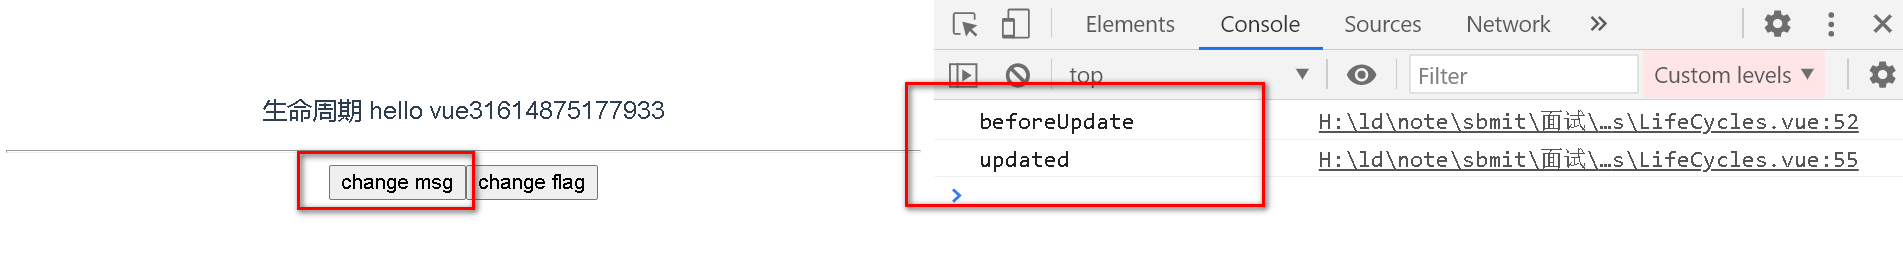 Elements Console Sources Network
top Filter Custom levels
生命周期 hello vue31614875177933
change msg change flag
beforeUpdate H:\ld\note\sbmit\面试\…s\LifeCycles.vue:52
updated H:\ld\note\sbmit\面试\…s\LifeCycles.vue:55